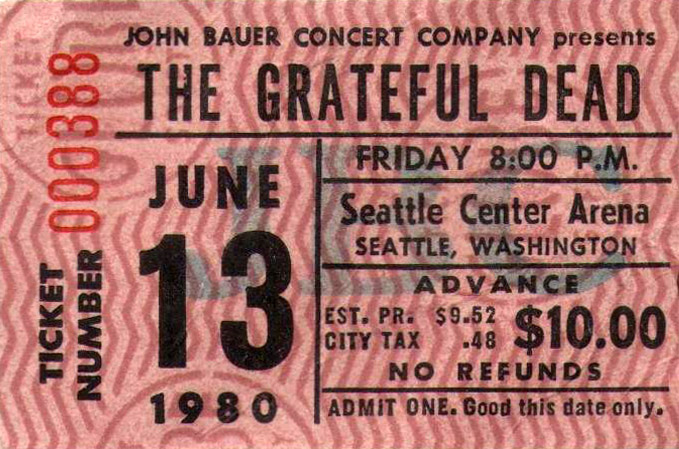 JOHN BAUER CONCERT COMPANY presents
THE GRATEFUL DEAD
TICKET NUMBER 000388
JUNE
13
1980
FRIDAY 8:00 P.M.
Seattle Center Arena
SEATTLE, WASHINGTON
ADVANCE
EST. PR. $9.52
CITY TAX .48
$10.00
NO REFUNDS
ADMIT ONE. Good this date only.
JBC
TICKET